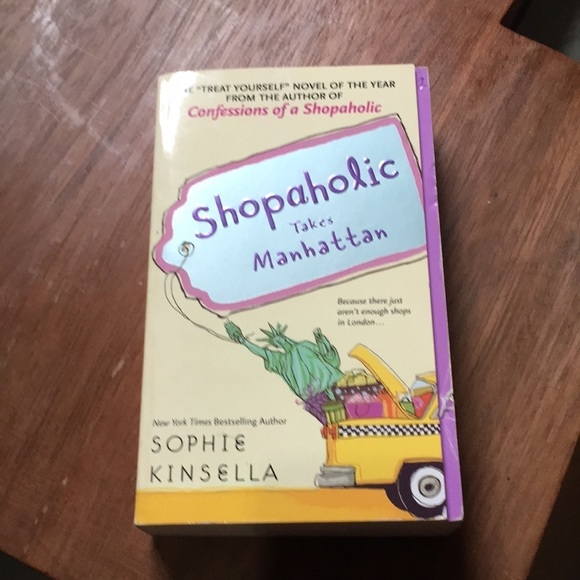 "TREAT YOURSELF" NOVEL OF THE YEAR
FROM THE AUTHOR OF
Confessions of a Shopaholic
Shopaholic
Takes
Manhattan
Because there just
aren't enough shops
in London...
New York Times Bestselling Author
SOPHIE
KINSELLA